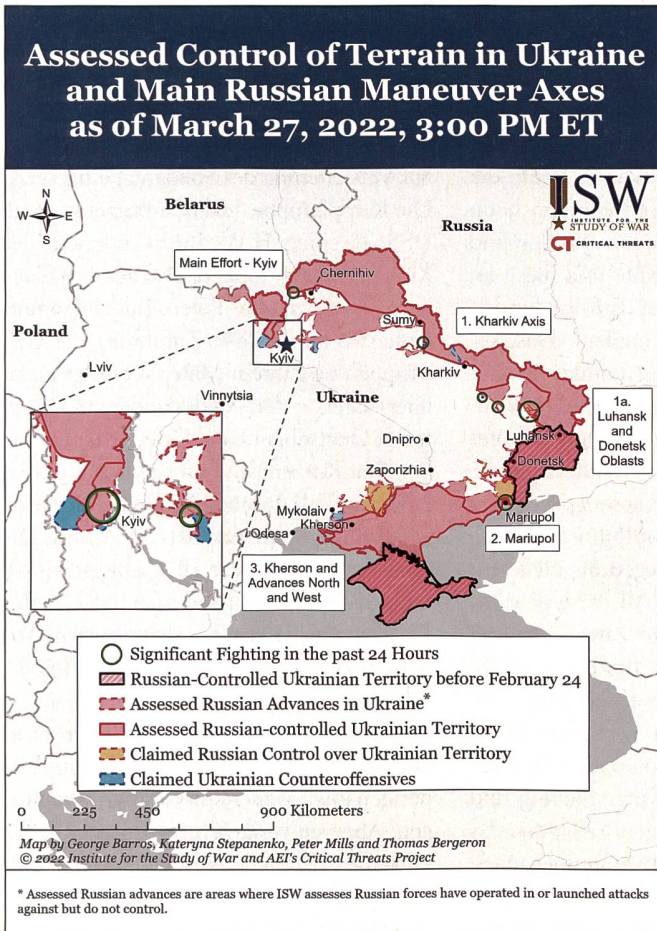 Assessed Control of Terrain in Ukraine
and Main Russian Maneuver Axes
as of March 27, 2022, 3:00 PM ET
N
W
E
S
Belarus
Russia
ISW
INSTITUTE FOR THE
STUDY OF WAR
CT CRITICAL THREATS
Main Effort - Kyiv
Chernihiv
Poland
Sumy
1. Kharkiv Axis
Kyiv
Lviv
Kharkiv
Vinnytsia
Ukraine
1a.
Luhansk
and
Donetsk
Oblasts
Dnipro
Luhansk
Donetsk
Zaporizhia
Kyiv
Mykolaiv
Kherson
Mariupol
Odesa
2. Mariupol
3. Kherson and
Advances North
and West
Significant Fighting in the past 24 Hours
Russian-Controlled Ukrainian Territory before February 24
Assessed Russian Advances in Ukraine*
Assessed Russian-controlled Ukrainian Territory
Claimed Russian Control over Ukrainian Territory
Claimed Ukrainian Counteroffensives
0 225 450 900 Kilometers
Map by George Barros, Kateryna Stepanenko, Peter Mills and Thomas Bergeron
© 2022 Institute for the Study of War and AEI's Critical Threats Project
* Assessed Russian advances are areas where ISW assesses Russian forces have operated in or launched attacks
against but do not control.